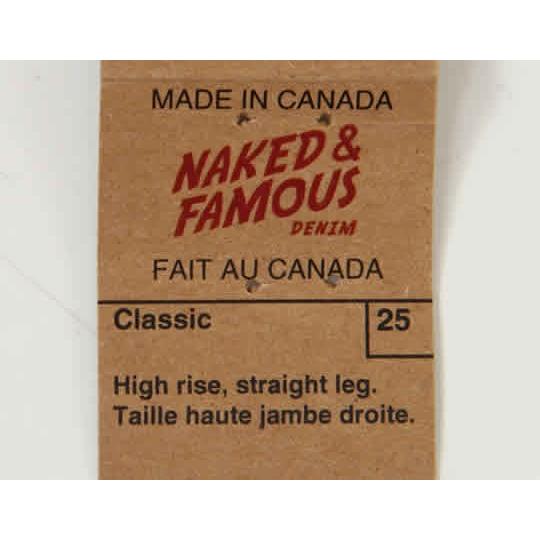 MADE IN CANADA
NAKED &
FAMOUS
DENIM
FAIT AU CANADA
Classic 25
High rise, straight leg.
Taille haute jambe droite.